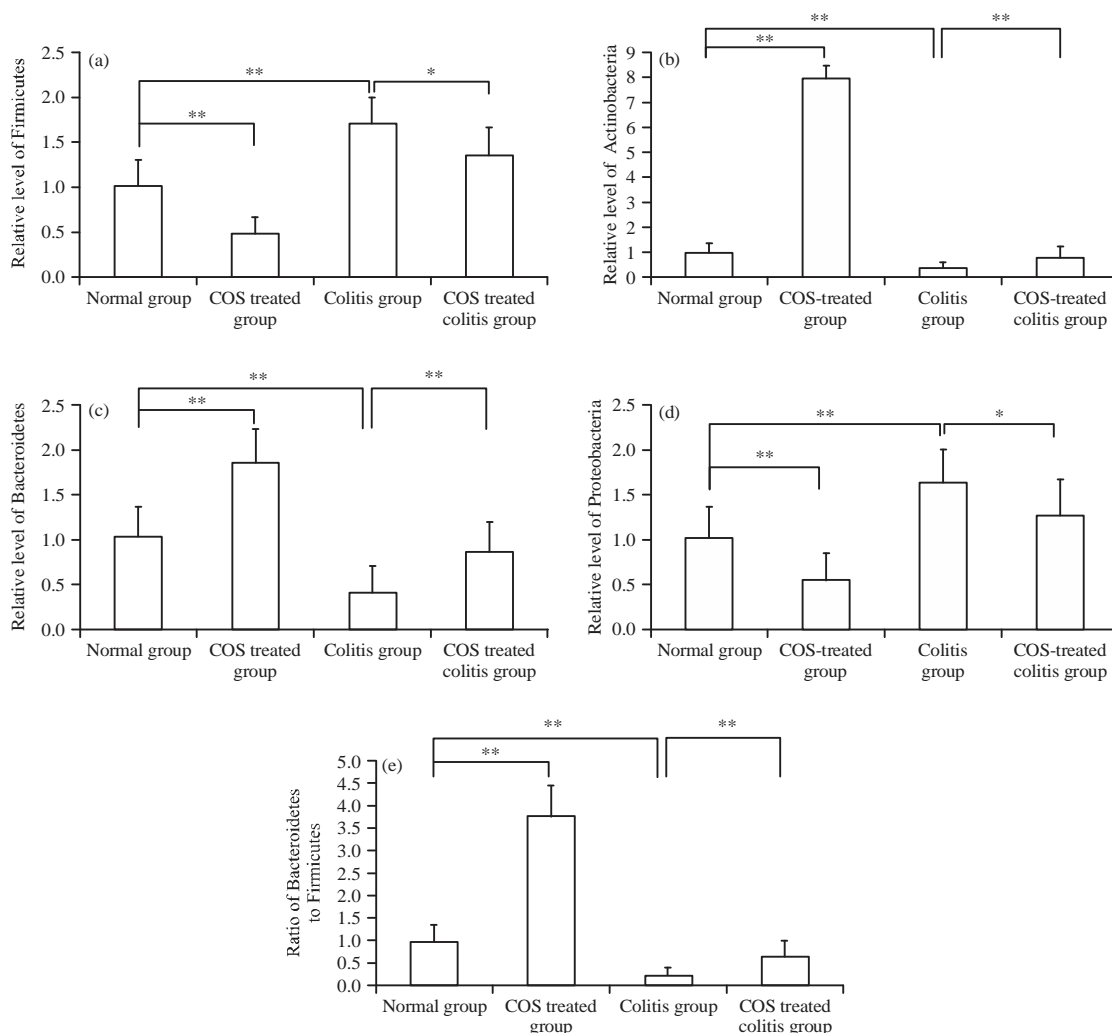 (a)
Relative level of Firmicutes
2.5
2.0
1.5
1.0
0.5
0.0
**
**
*
Normal group
COS treated
group
Colitis group
COS treated
colitis group
(b)
Relative level of Actinobacteria
9
8
7
6
5
4
3
2
1
0
**
**
**
Normal group
COS-treated
group
Colitis
group
COS-treated
colitis group
(c)
Relative level of Bacteroidetes
2.5
2.0
1.5
1.0
0.5
0.0
**
**
**
Normal group
COS treated
group
Colitis group
COS treated
colitis group
(d)
Relative level of Proteobacteria
2.5
2.0
1.5
1.0
0.5
0.0
**
**
*
Normal group
COS-treated
group
Colitis
group
COS-treated
colitis group
(e)
Ratio of Bacteroidetes
to Firmicutes
5.0
4.5
4.0
3.5
3.0
2.5
2.0
1.5
1.0
0.5
0.0
**
**
**
Normal group
COS treated
group
Colitis group
COS treated
colitis group